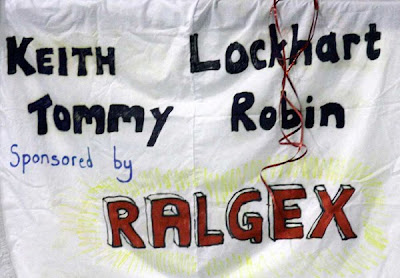 KEITH Lockhart
Tommy Robin
Sponsored by
RALGEX